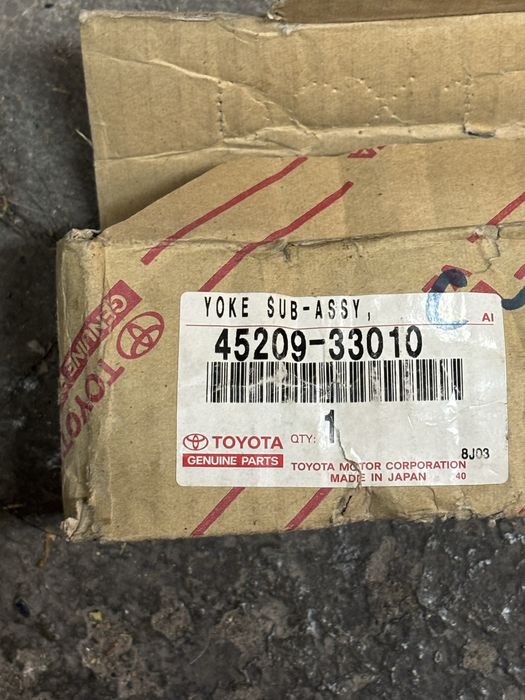 YOKE SUB-ASSY,
AI
45209-33010
QTY: 1
TOYOTA
GENUINE PARTS
8J03
TOYOTA MOTOR CORPORATION
MADE IN JAPAN 40
TOYOTA
GENUINE